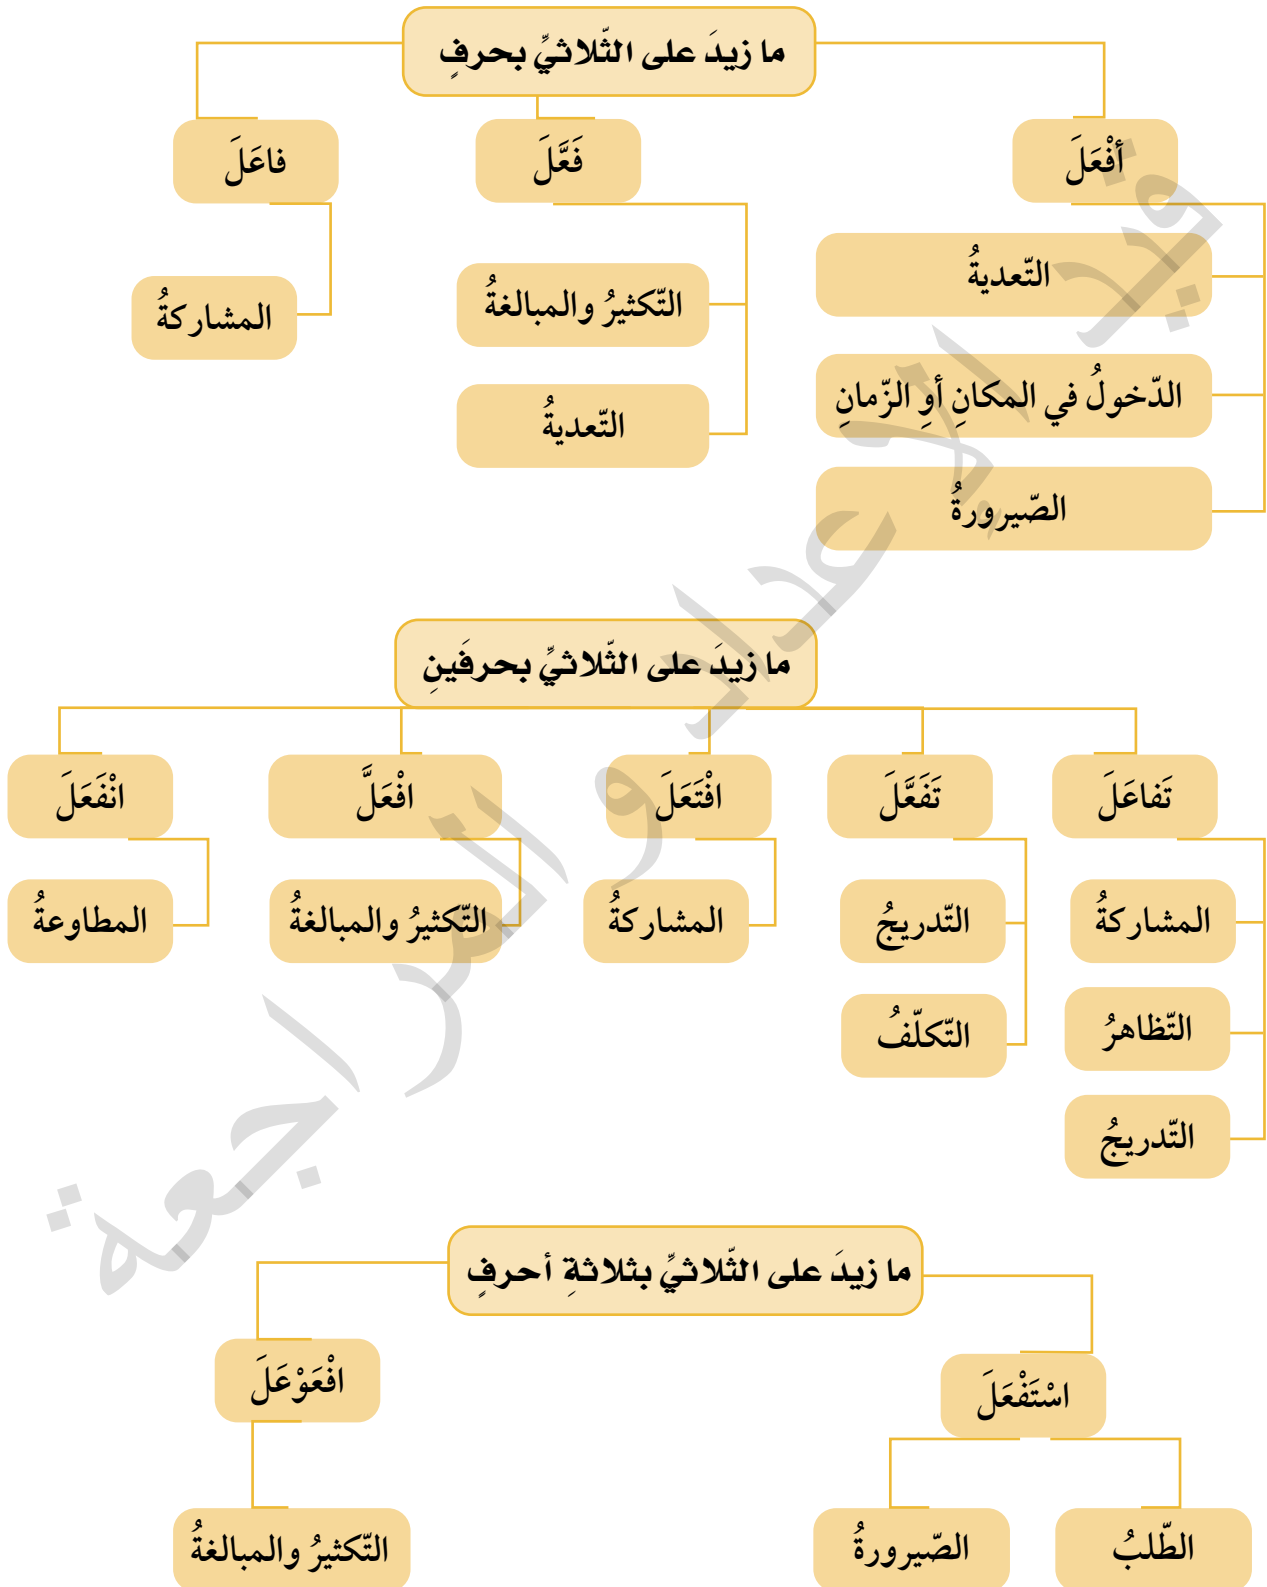 ما زيدَ على الثّلاثيِّ بحرفٍ
أفْعَلَ
فَعَّلَ
فاعَلَ
التّعديةُ
الدّخولُ في المكانِ أوِ الزّمانِ
الصّيرورةُ
التّكثيرُ والمبالغةُ
التّعديةُ
المشاركةُ
ما زيدَ على الثّلاثيِّ بحرفَينِ
تَفاعَلَ
تَفَعَّلَ
افْتَعَلَ
افْعَلَّ
انْفَعَلَ
المشاركةُ
التّظاهرُ
التّدريجُ
التّدريجُ
التّكلّفُ
المشاركةُ
التّكثيرُ والمبالغةُ
المطاوعةُ
ما زيدَ على الثّلاثيِّ بثلاثةِ أحرفٍ
اسْتَفْعَلَ
افْعَوْعَلَ
الطّلبُ
الصّيرورةُ
التّكثيرُ والمبالغةُ
قيد الإعداد والمراجعة